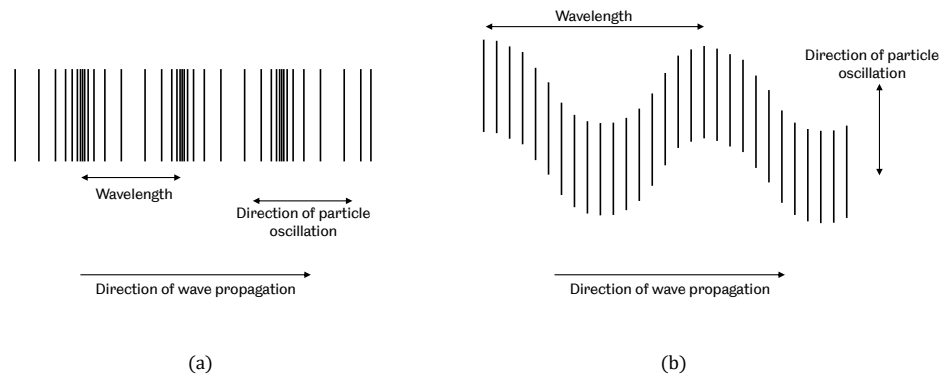 Wavelength
Direction of particle
oscillation
Direction of wave propagation
(a)
Wavelength
Direction of particle
oscillation
Direction of wave propagation
(b)